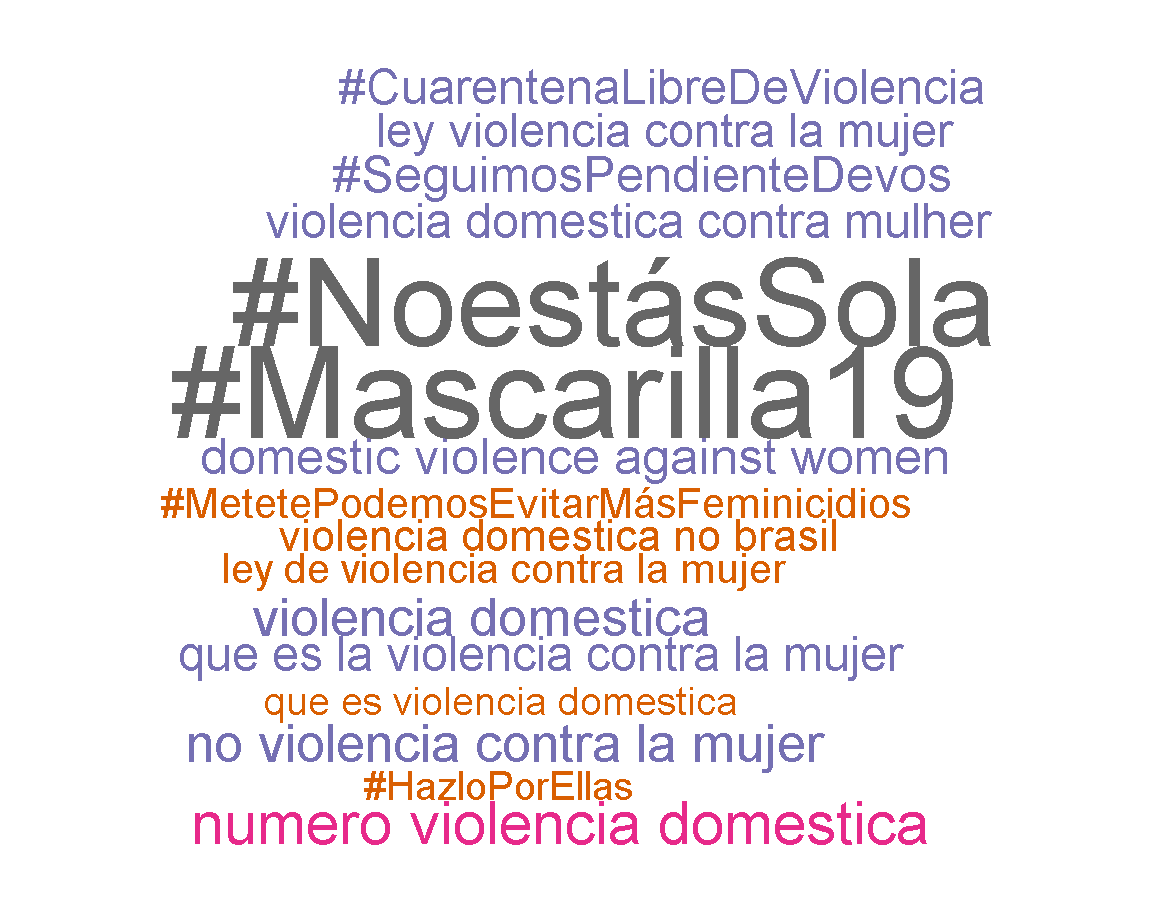 #CuarentenaLibreDeViolencia
ley violencia contra la mujer
#SeguimosPendienteDevos
violencia domestica contra mulher
#NoestásSola
#Mascarilla19
domestic violence against women
#MetetePodemosEvitarMásFeminicidios
violencia domestica no brasil
ley de violencia contra la mujer
violencia domestica
que es la violencia contra la mujer
que es violencia domestica
no violencia contra la mujer
#HazloPorEllas
numero violencia domestica